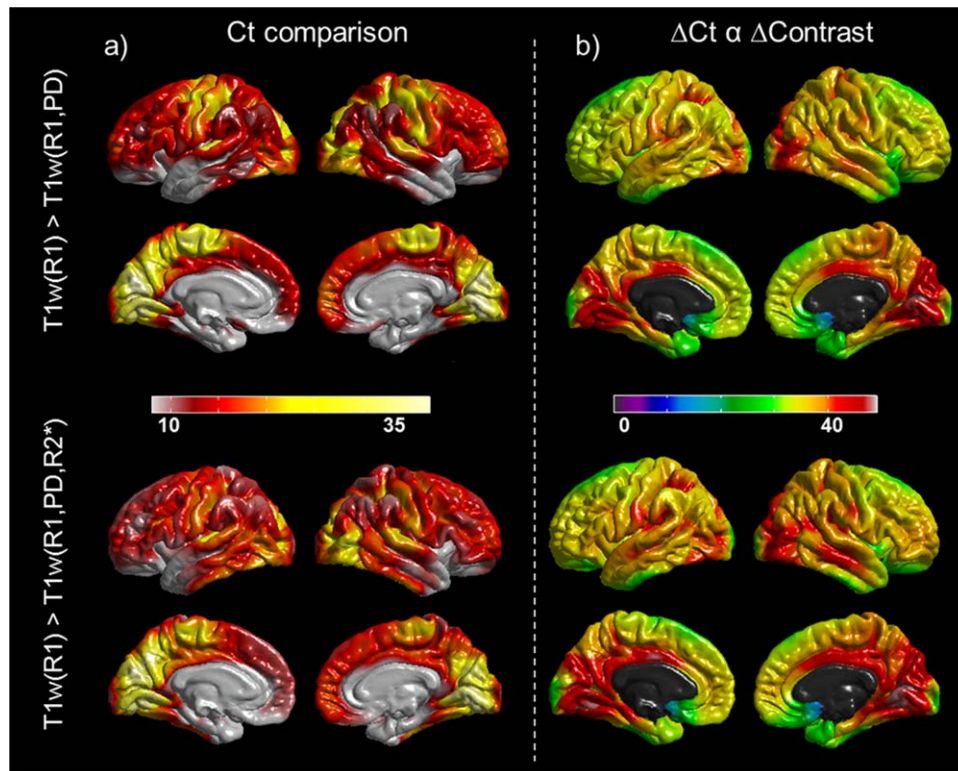 a)
Ct comparison
b)
ΔCt α ΔContrast
T1w(R1) > T1w(R1,PD)
10
35
0
40
T1w(R1) > T1w(R1,PD,R2*)